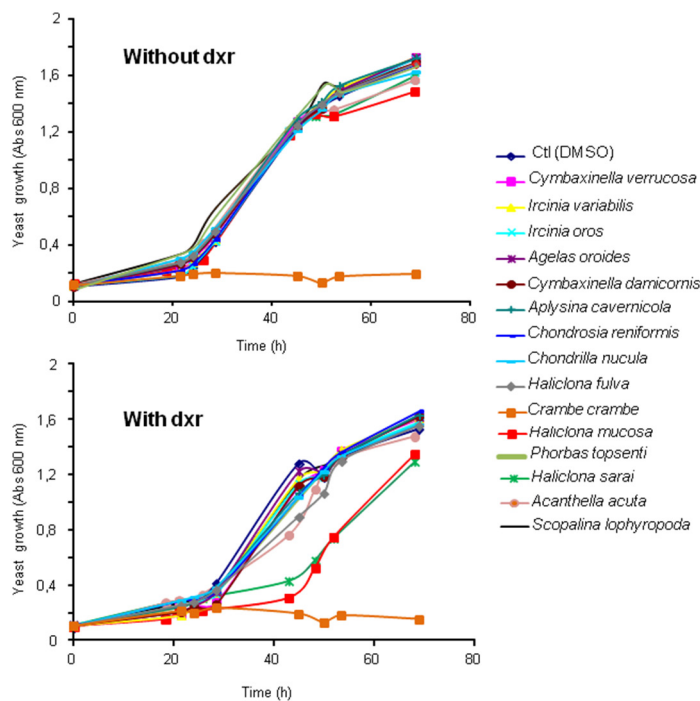 Without dxr
Yeast growth (Abs 600 nm)
2
1,6
1,2
0,8
0,4
0
0
20
40
60
80
Time (h)
With dxr
Yeast growth (Abs 600 nm)
2
1,6
1,2
0,8
0,4
0
0
20
40
60
80
Time (h)
Ctl (DMSO)
Cymbaxinella verrucosa
Ircinia variabilis
Ircinia oros
Agelas oroides
Cymbaxinella damicornis
Aplysina cavernicola
Chondrosia reniformis
Chondrilla nucula
Haliclona fulva
Crambe crambe
Haliclona mucosa
Phorbas topsenti
Haliclona sarai
Acanthella acuta
Scopalina lophyropoda